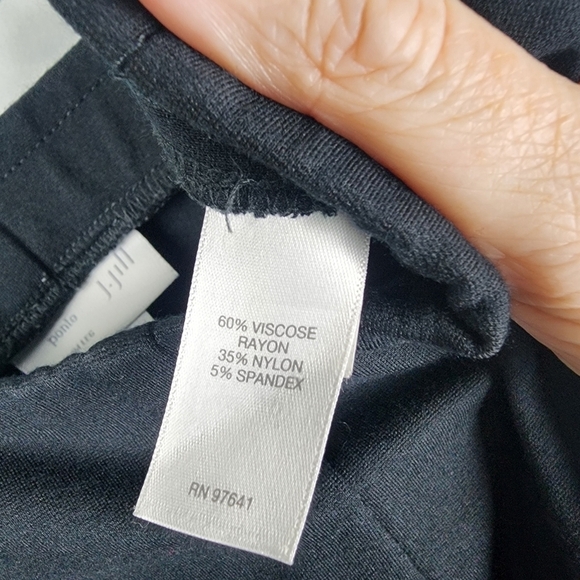 60% VISCOSE
RAYON
35% NYLON
5% SPANDEX
RN 97641
J.Jill
ponte